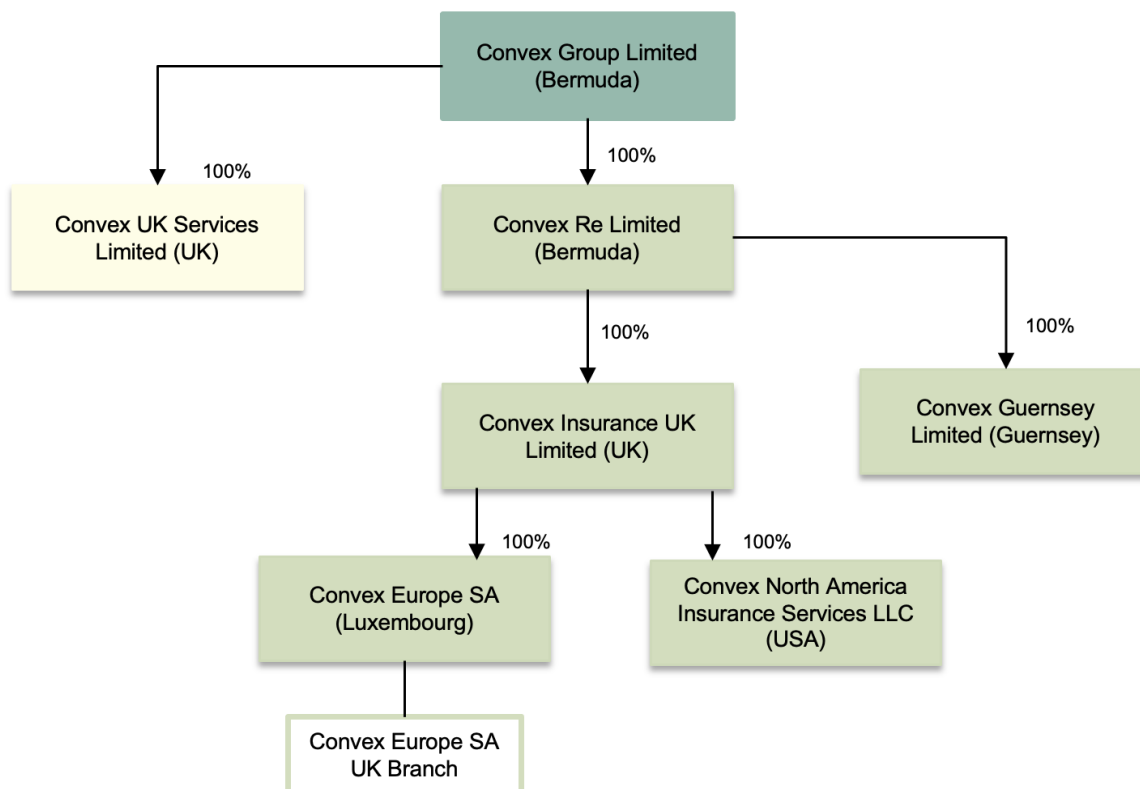 Convex Group Limited
(Bermuda)
100%
100%
Convex UK Services
Limited (UK)
Convex Re Limited
(Bermuda)
100%
100%
Convex Insurance UK
Limited (UK)
Convex Guernsey
Limited (Guernsey)
100%
100%
Convex Europe SA
(Luxembourg)
Convex North America
Insurance Services LLC
(USA)
Convex Europe SA
UK Branch